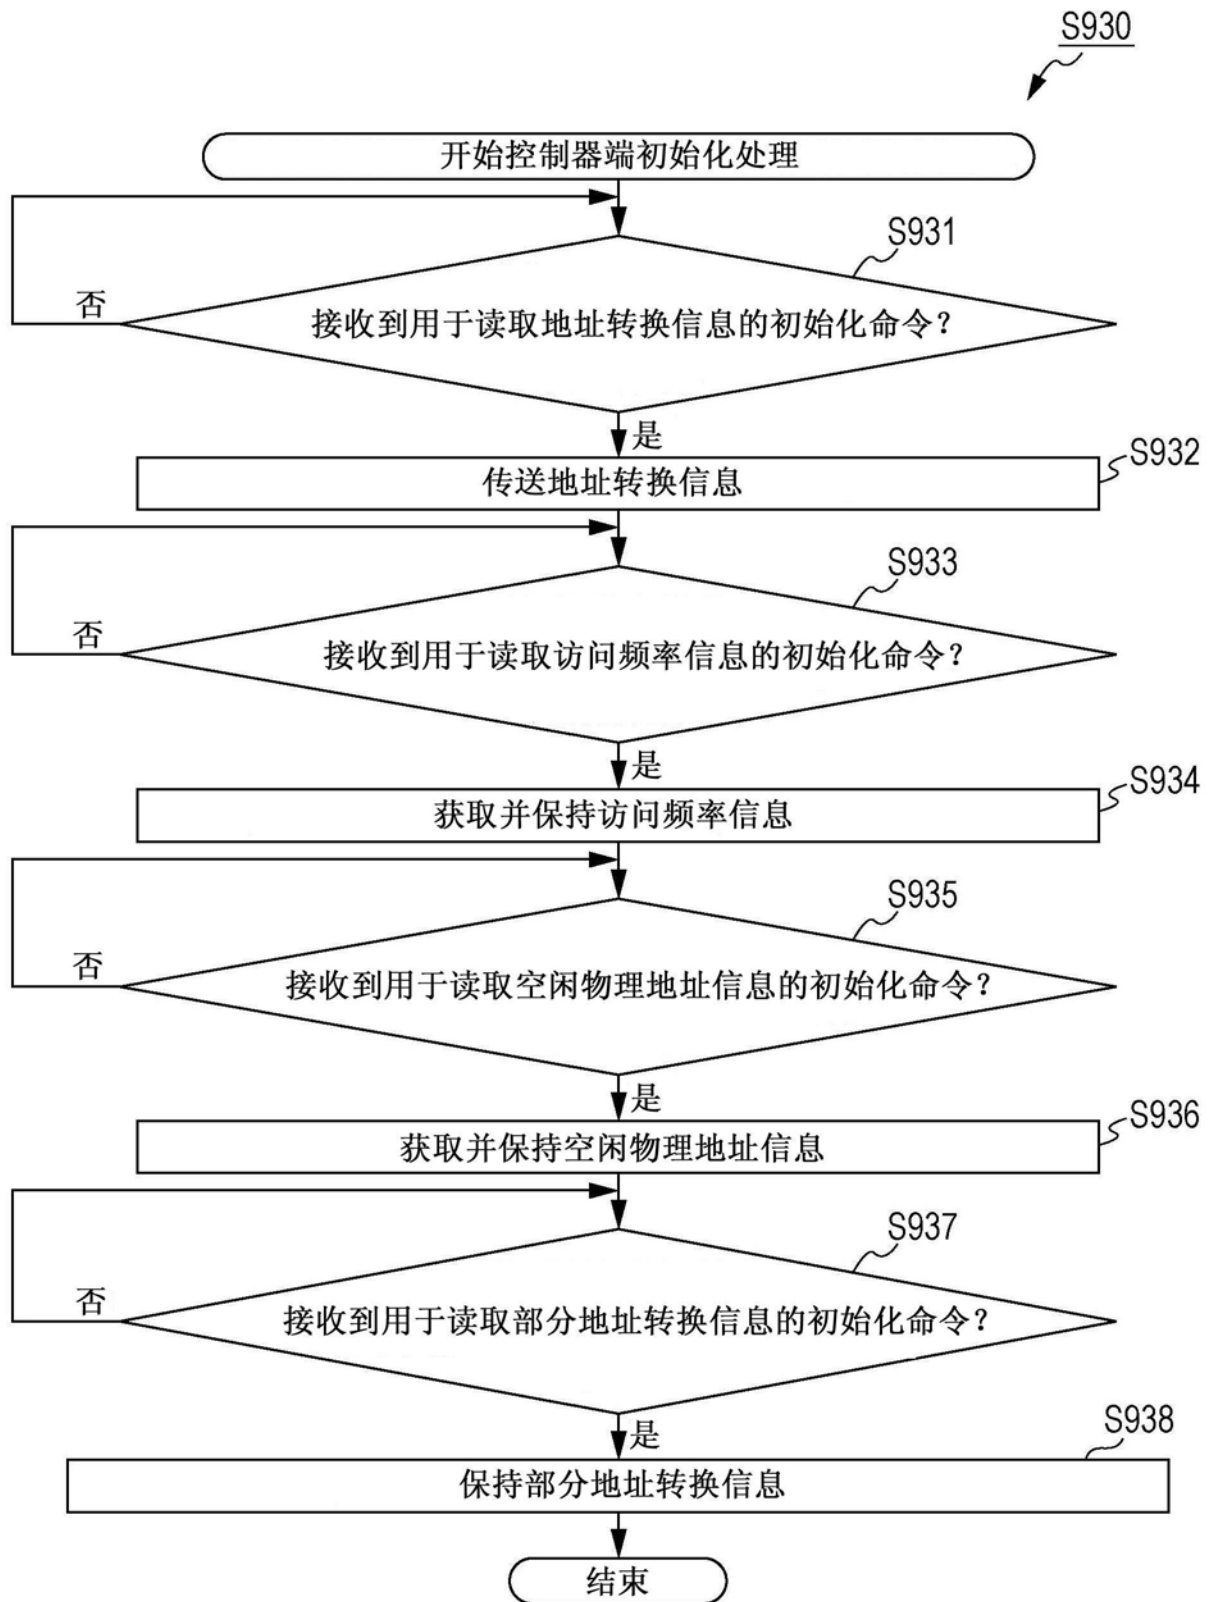 S930
开始控制器端初始化处理
S931
否
接收到用于读取地址转换信息的初始化命令？
是
S932
传送地址转换信息
S933
否
接收到用于读取访问频率信息的初始化命令？
是
S934
获取并保持访问频率信息
S935
否
接收到用于读取空闲物理地址信息的初始化命令？
是
S936
获取并保持空闲物理地址信息
S937
否
接收到用于读取部分地址转换信息的初始化命令？
是
S938
保持部分地址转换信息
结束